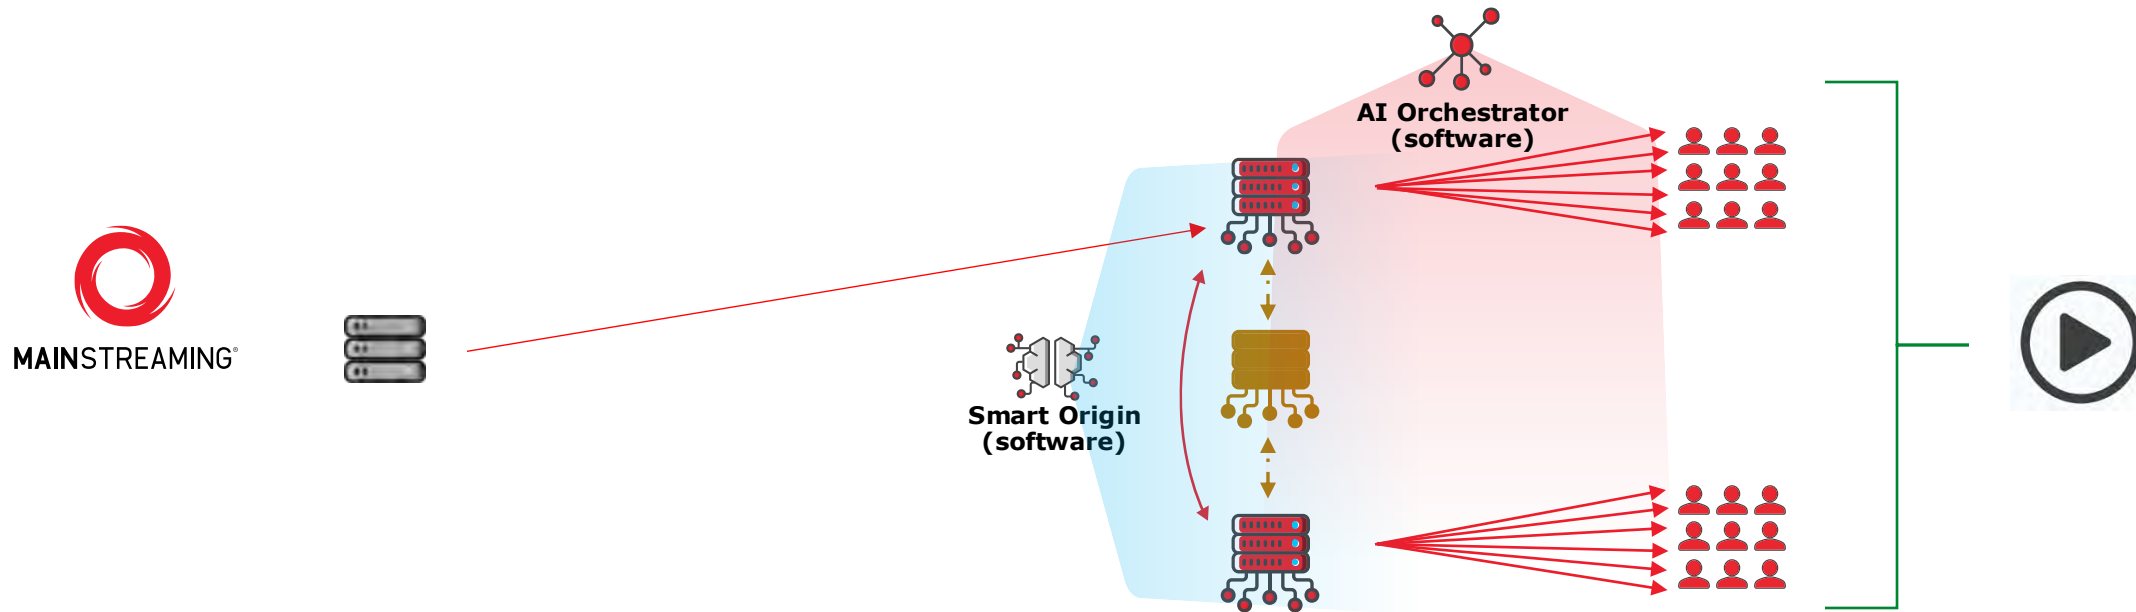 AI Orchestrator
(software)
MAINSTREAMING®
Smart Origin
(software)